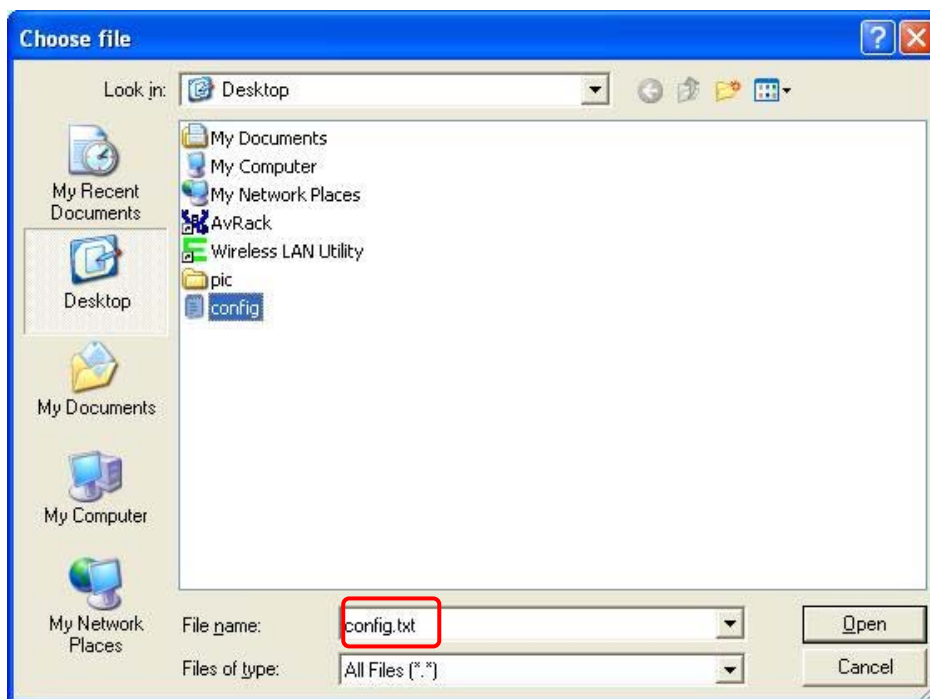 Choose file
Look in:
Desktop
My Recent
Documents
Desktop
My Documents
My Computer
My Network
Places
My Documents
My Computer
My Network Places
AvRack
Wireless LAN Utility
pic
config
File name:
config.txt
Open
Files of type:
All Files (*.*)
Cancel